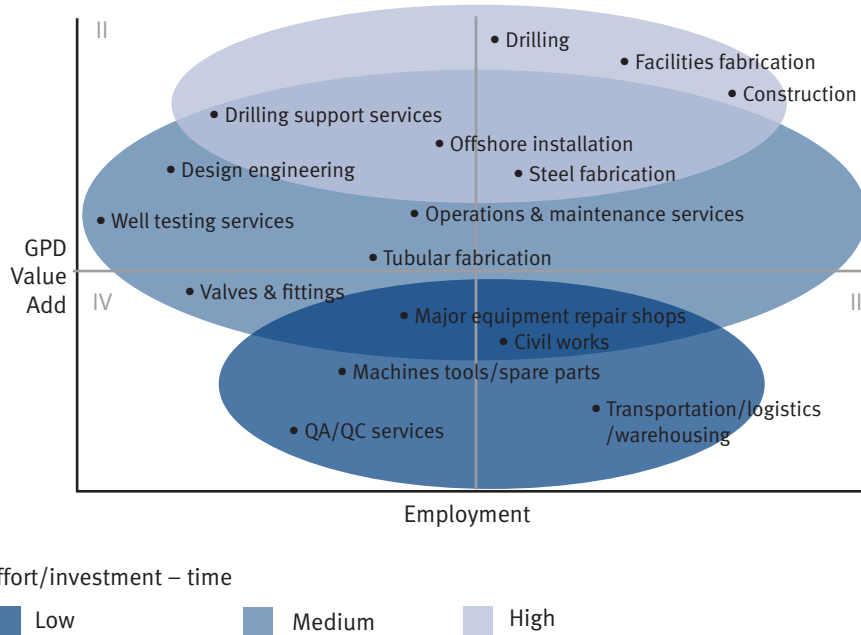 II
Drilling
Facilities fabrication
Construction
Drilling support services
Offshore installation
Design engineering
Steel fabrication
Well testing services
Operations & maintenance services
GPD
Value
Add
Tubular fabrication
IV
Valves & fittings
II
Major equipment repair shops
Civil works
Machines tools/spare parts
Transportation/logistics
/warehousing
QA/QC services
Employment
ffort/investment – time
Low
Medium
High